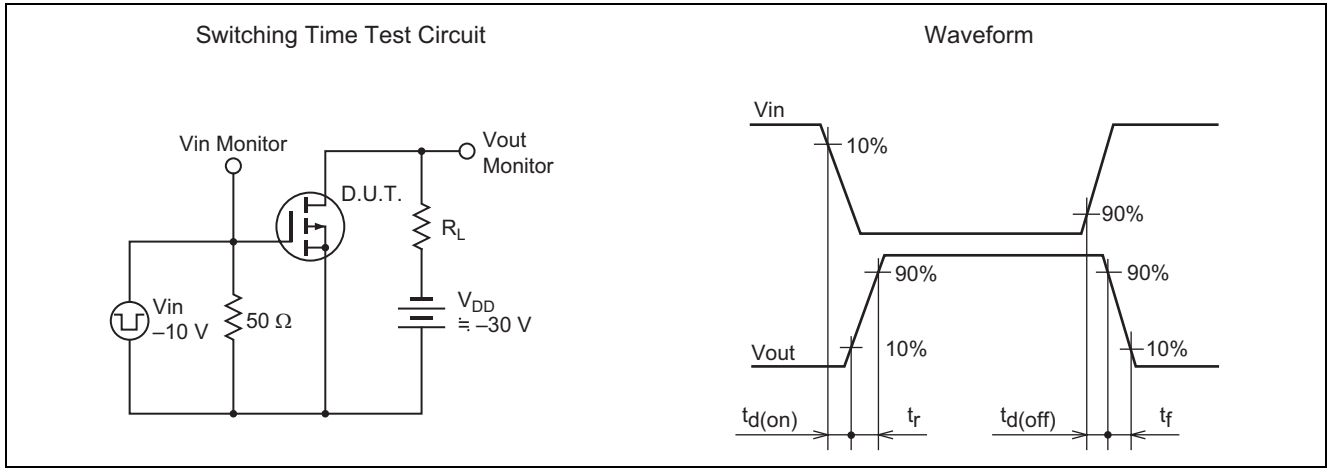 Switching Time Test Circuit
Vin Monitor
Vout
Monitor
D.U.T.
RL
Vin
–10 V
50 Ω
VDD
≒ –30 V
Waveform
Vin
10%
90%
90%
90%
Vout
10%
10%
td(on)
tr
td(off)
tf